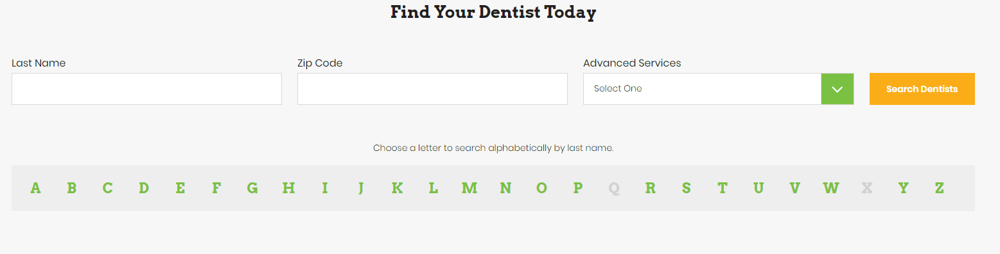 Find Your Dentist Today
Last Name
Zip Code
Advanced Services
Select One
Search Dentists
Choose a letter to search alphabetically by last name.
A B C D E F G H I J K L M N O P Q R S T U V W X Y Z